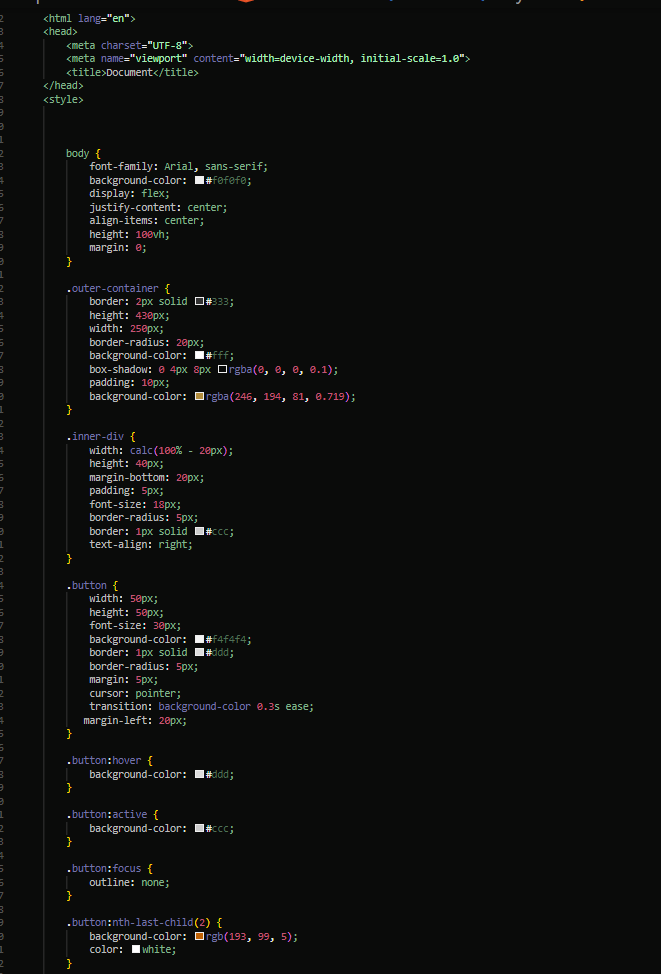 <html lang="en">
<head>
    <meta charset="UTF-8">
    <meta name="viewport" content="width=device-width, initial-scale=1.0">
    <title>Document</title>
</head>
<style>
    body {
        font-family: Arial, sans-serif;
        background-color: #f0f0f0;
        display: flex;
        justify-content: center;
        align-items: center;
        height: 100vh;
        margin: 0;
    }
    .outer-container {
        border: 2px solid #333;
        height: 430px;
        width: 250px;
        border-radius: 20px;
        background-color: #fff;
        box-shadow: 0 4px 8px rgba(0, 0, 0, 0.1);
        padding: 10px;
        background-color: rgba(246, 194, 81, 0.719);
    }
    .inner-div {
        width: calc(100% - 20px);
        height: 40px;
        margin-bottom: 20px;
        padding: 5px;
        font-size: 18px;
        border-radius: 5px;
        border: 1px solid #ccc;
        text-align: right;
    }
    .button {
        width: 50px;
        height: 50px;
        font-size: 30px;
        background-color: #f4f4f4;
        border: 1px solid #ddd;
        border-radius: 5px;
        margin: 5px;
        cursor: pointer;
        transition: background-color 0.3s ease;
       margin-left: 20px;
    }
    .button:hover {
        background-color: #ddd;
    }
    .button:active {
        background-color: #ccc;
    }
    .button:focus {
        outline: none;
    }
    .button:nth-last-child(2) {
        background-color: rgb(193, 99, 5);
        color: white;
    }